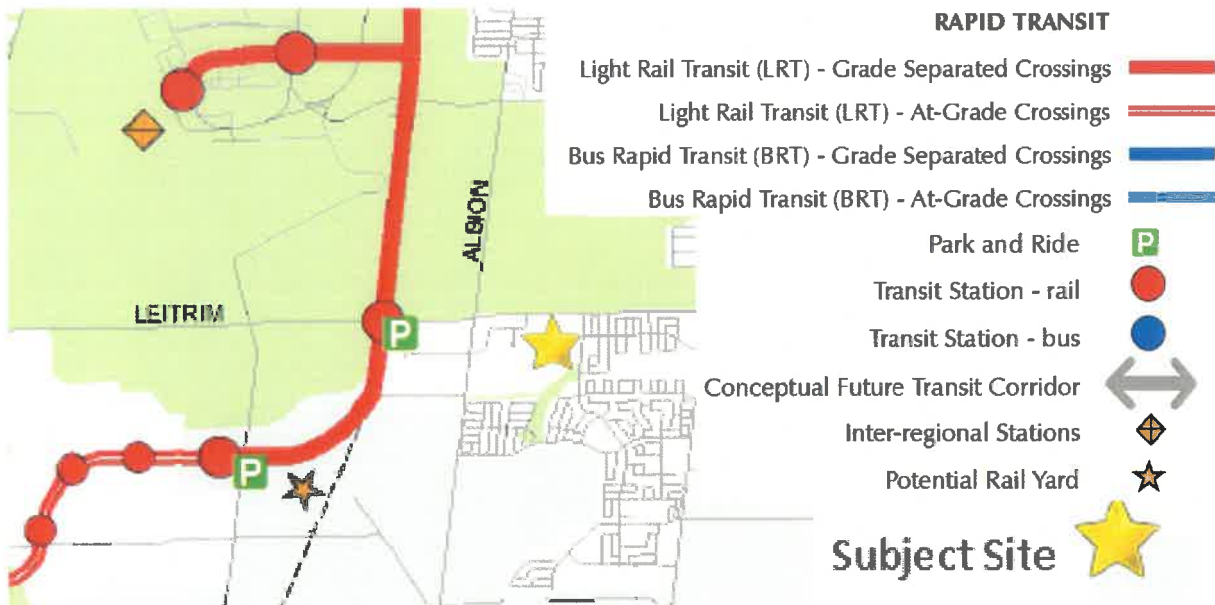 RAPID TRANSIT
Light Rail Transit (LRT) - Grade Separated Crossings
Light Rail Transit (LRT) - At-Grade Crossings
Bus Rapid Transit (BRT) - Grade Separated Crossings
Bus Rapid Transit (BRT) - At-Grade Crossings
Park and Ride P
Transit Station - rail
Transit Station - bus
Conceptual Future Transit Corridor
Inter-regional Stations
Potential Rail Yard
Subject Site
ALBION
LEITRIM
P
P